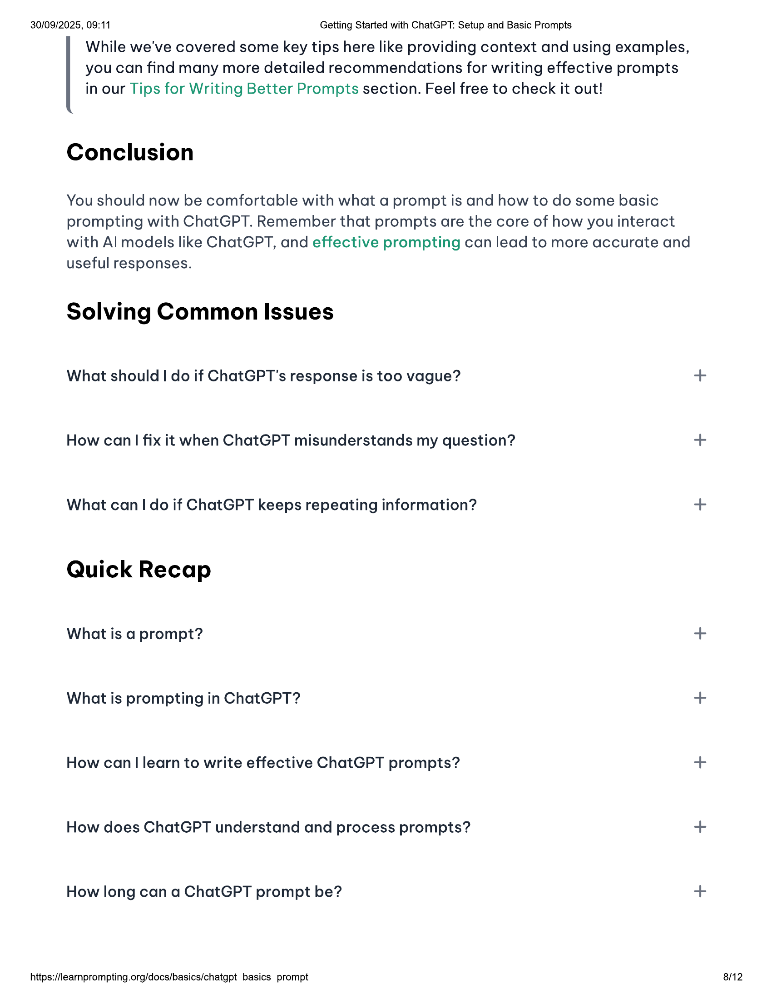 30/09/2025, 09:11
Getting Started with ChatGPT: Setup and Basic Prompts
While we've covered some key tips here like providing context and using examples,
you can find many more detailed recommendations for writing effective prompts
in our Tips for Writing Better Prompts section. Feel free to check it out!
Conclusion
You should now be comfortable with what a prompt is and how to do some basic
prompting with ChatGPT. Remember that prompts are the core of how you interact
with AI models like ChatGPT, and effective prompting can lead to more accurate and
useful responses.
Solving Common Issues
What should I do if ChatGPT's response is too vague?
How can I fix it when ChatGPT misunderstands my question?
What can I do if ChatGPT keeps repeating information?
Quick Recap
What is a prompt?
What is prompting in ChatGPT?
How can I learn to write effective ChatGPT prompts?
How does ChatGPT understand and process prompts?
How long can a ChatGPT prompt be?
https://learnprompting.org/docs/basics/chatgpt_basics_prompt
8/12